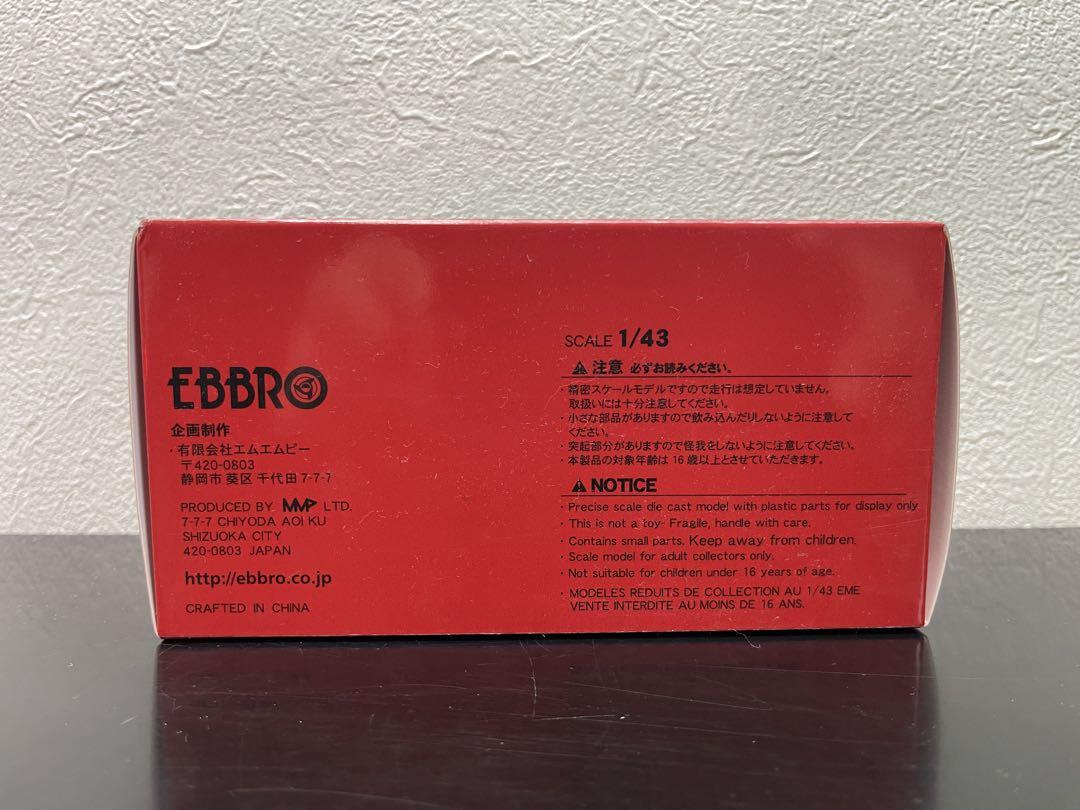 EBBRO
企画制作
・有限会社エムエムピー
〒420-0803
静岡市 葵区 千代田 7-7-7
PRODUCED BY MMP LTD.
7-7-7 CHIYODA AOI KU
SHIZUOKA CITY
420-0803 JAPAN
http://ebbro.co.jp
CRAFTED IN CHINA
SCALE 1/43
注意 必ずお読みください。
・精密スケールモデルですので走行は想定していません。
取扱いには十分注意してください。
・小さな部品がありますので飲み込んだりしないように注意して
ください。
・突起部分がありますので怪我をしないように注意してください。
・本製品の対象年齢は 16 歳以上とさせていただきます。
NOTICE
・Precise scale die cast model with plastic parts for display only
・This is not a toy. Fragile, handle with care.
・Contains small parts. Keep away from children.
・Scale model for adult collectors only.
・Not suitable for children under 16 years of age.
・MODELES REDUITS DE COLLECTION AU 1/43 EME
VENTE INTERDITE AU MOINS DE 16 ANS.